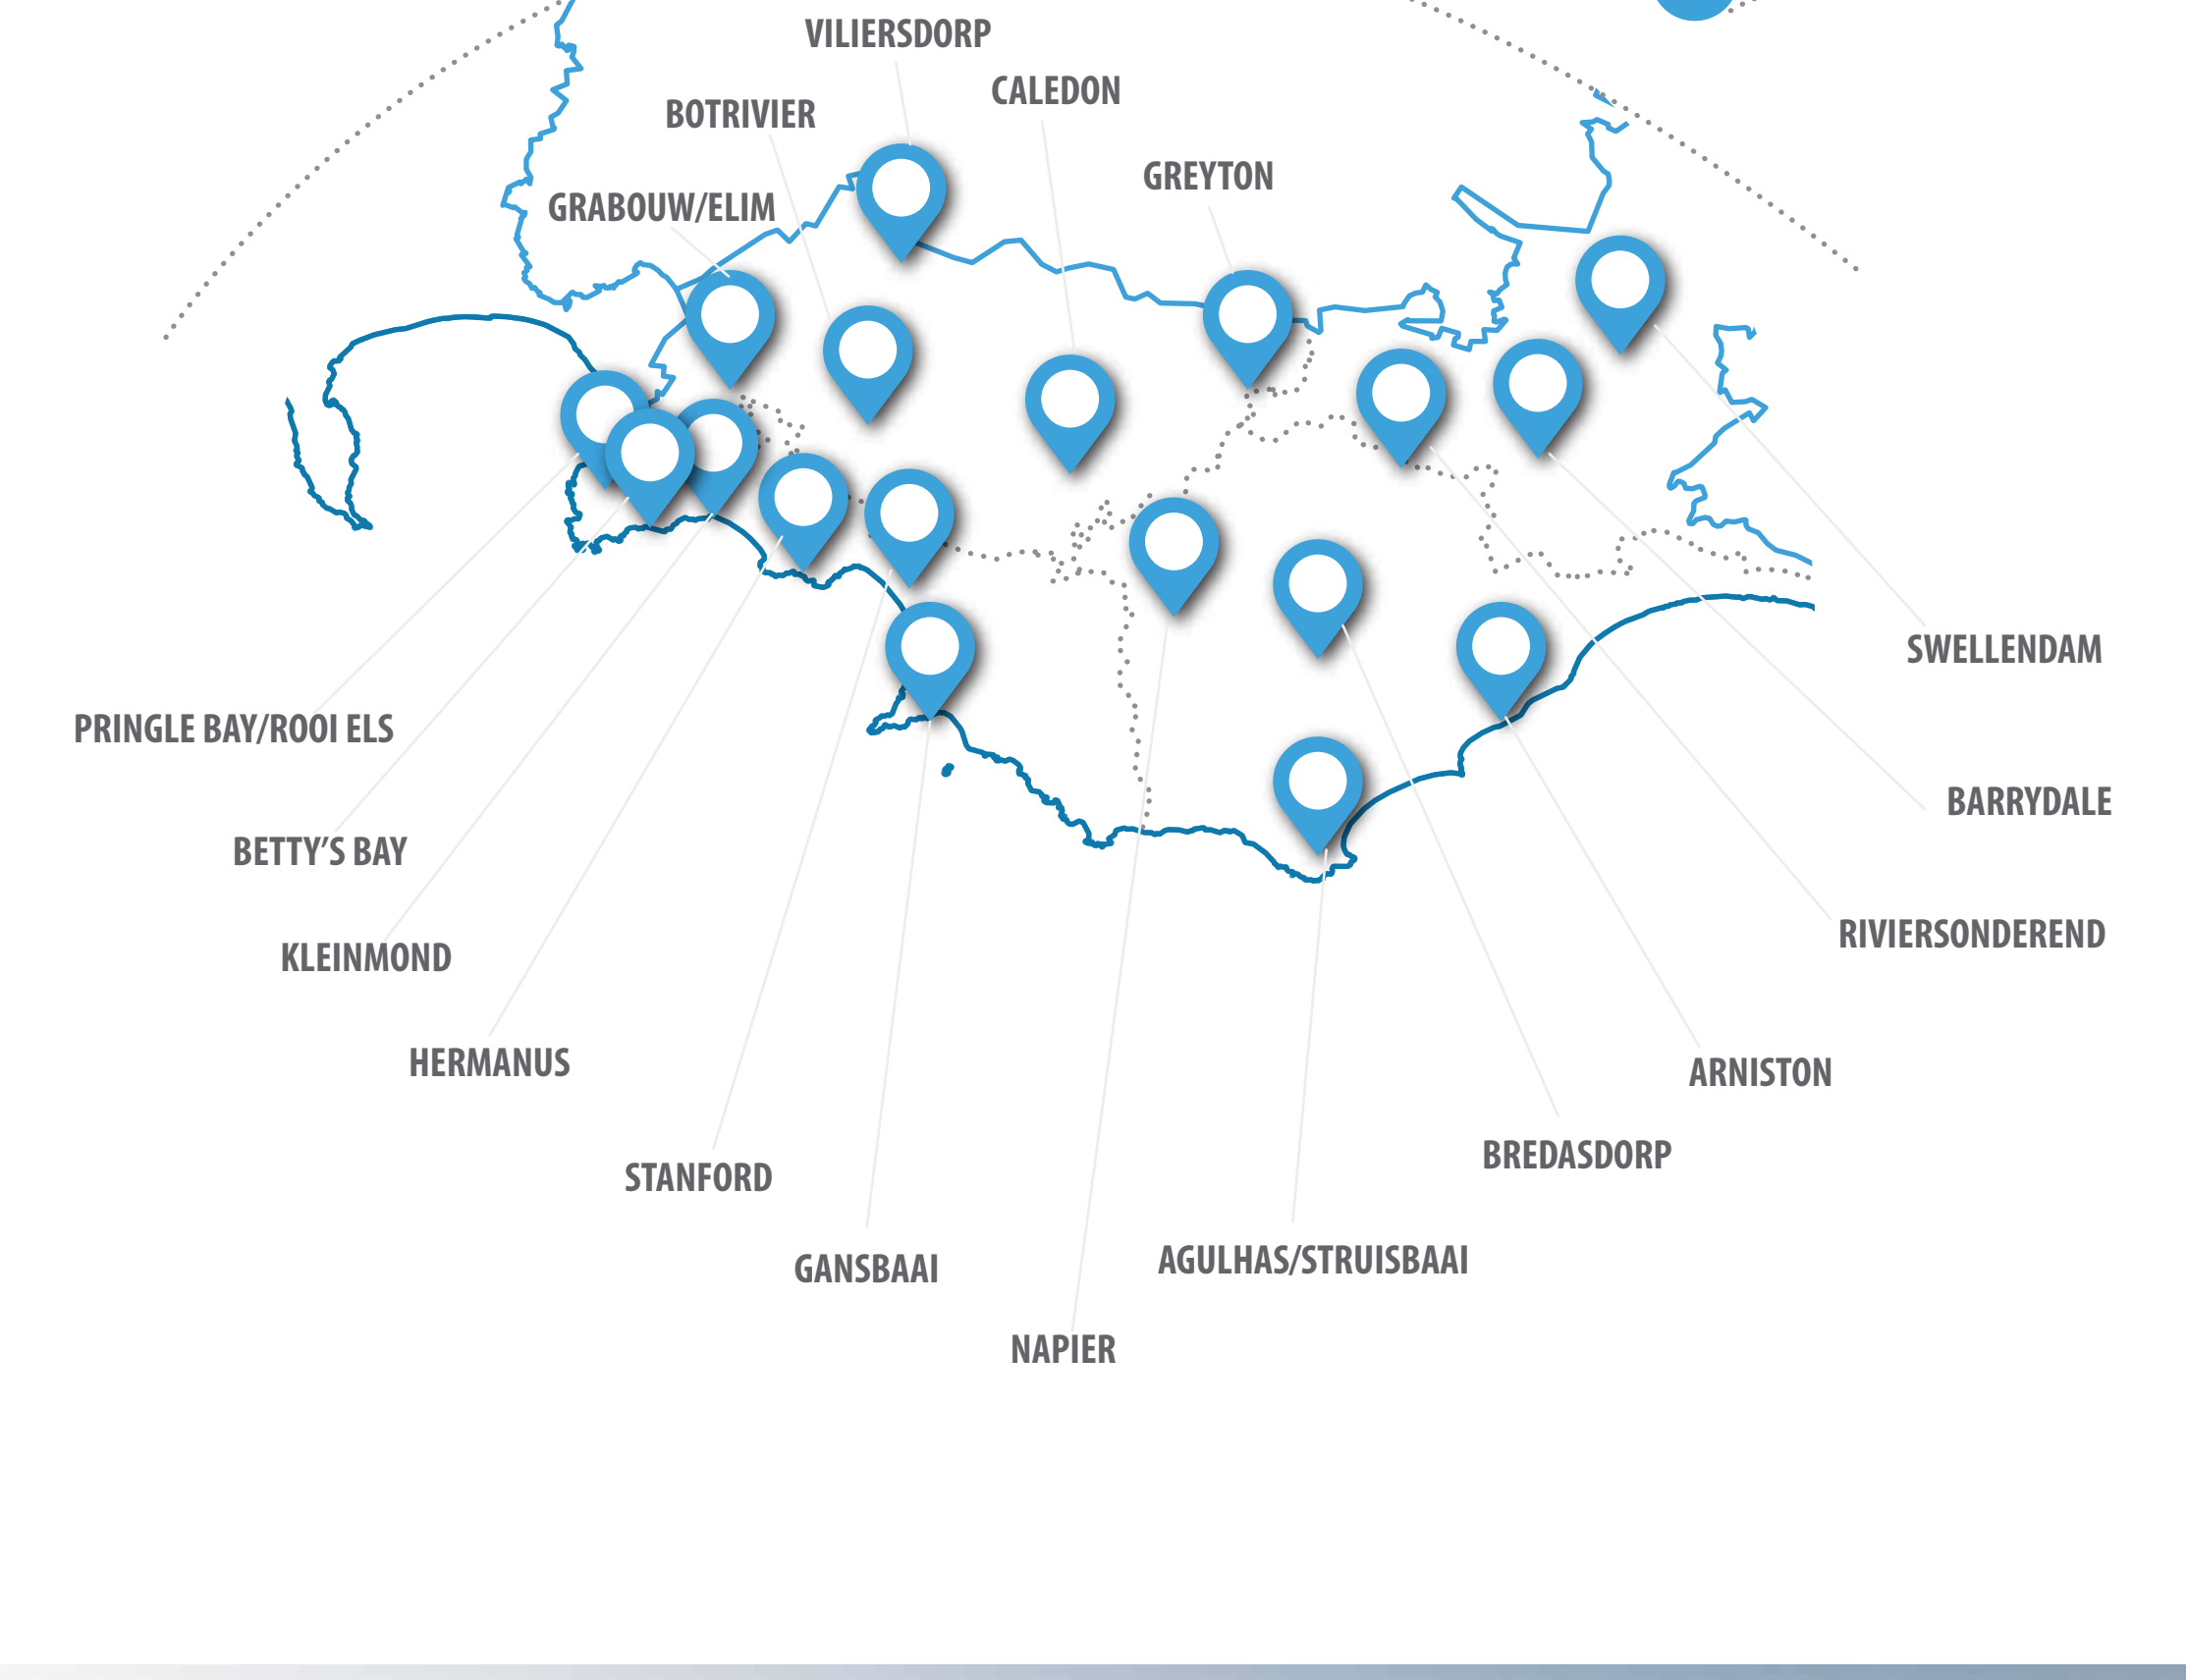 VILIERSDORP
CALEDON
BOTRIVIER
GREYTON
GRABOUW/ELIM
SWELLENDAM
PRINGLE BAY/ROOI ELS
BARRYDALE
BETTY’S BAY
RIVIERSONDEREND
KLEINMOND
HERMANUS
ARNISTON
BREDASDORP
STANFORD
AGULHAS/STRUISBAAI
GANSBAAI
NAPIER